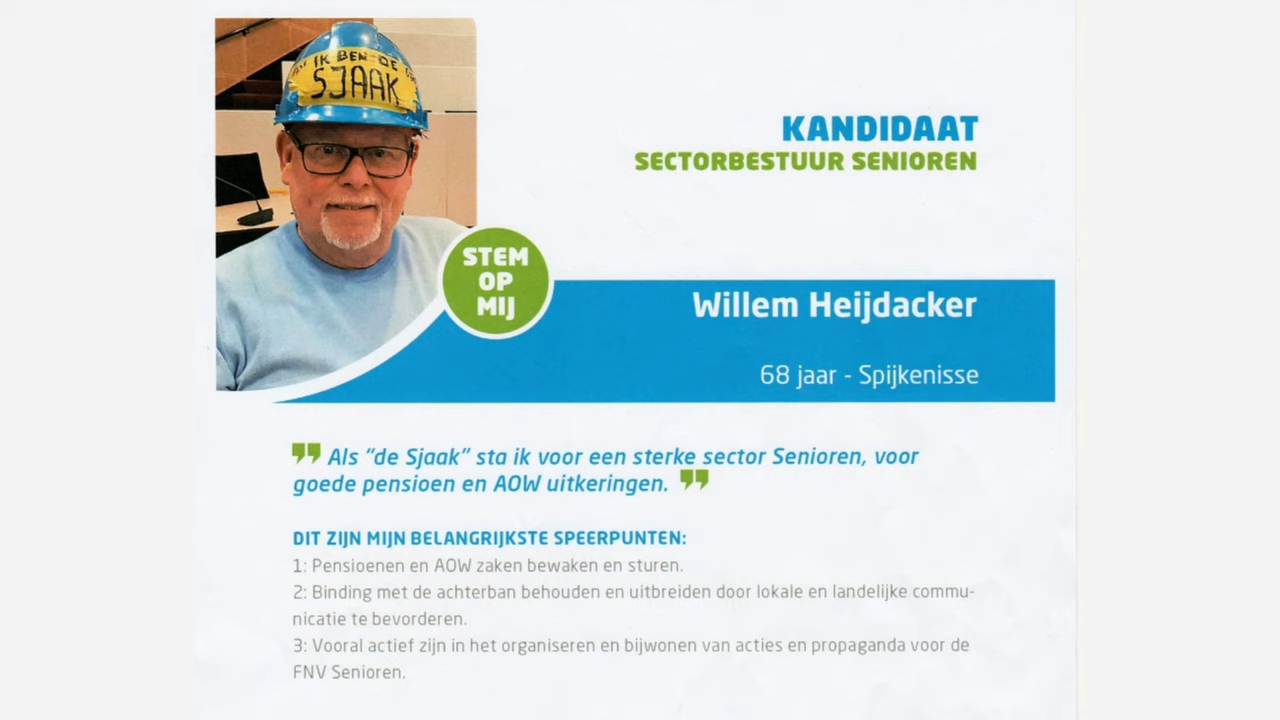 IK BEN DE
SJAAK
KANDIDAAT
SECTORBESTUUR SENIOREN
STEM
OP
MIJ
Willem Heijdacker
68 jaar - Spijkenisse
❞ Als “de Sjaak” sta ik voor een sterke sector Senioren, voor
goede pensioen en AOW uitkeringen. ❞
DIT ZIJN MIJN BELANGRIJKSTE SPEERPUNTEN:
1: Pensioenen en AOW zaken bewaken en sturen.
2: Binding met de achterban behouden en uitbreiden door lokale en landelijke commu-
nicatie te bevorderen.
3: Vooral actief zijn in het organiseren en bijwonen van acties en propaganda voor de
FNV Senioren.